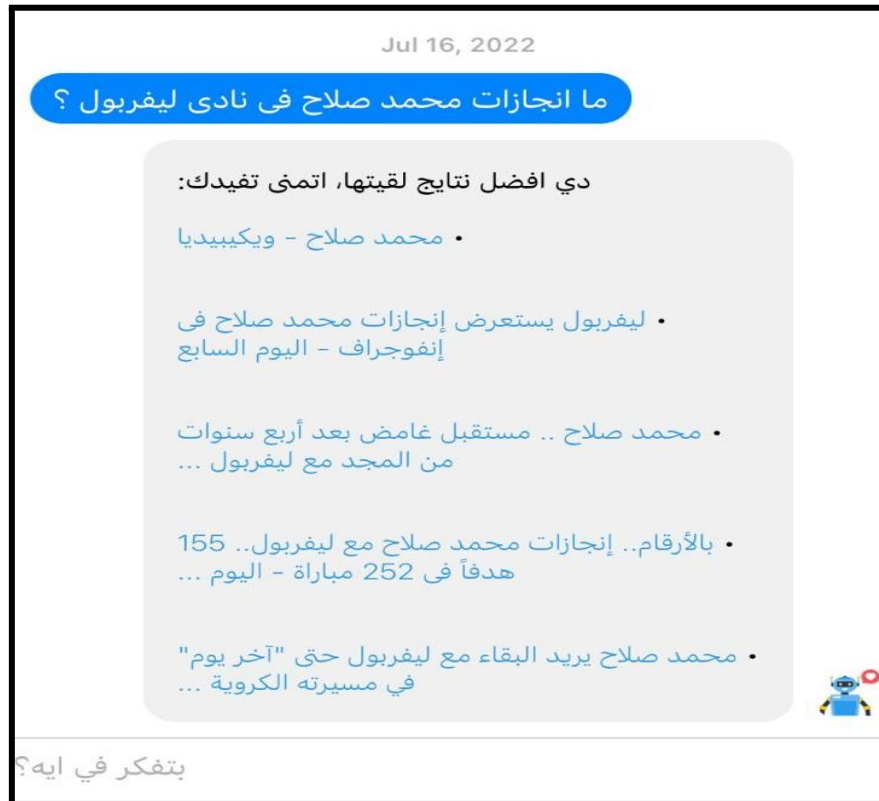 Jul 16, 2022
ما انجازات محمد صلاح فى نادى ليفربول ؟
دي افضل نتايج لقيتها، اتمنى تفيدك:
• محمد صلاح - ويكيبيديا
• ليفربول يستعرض إنجازات محمد صلاح فى
إنفوجراف - اليوم السابع
• محمد صلاح .. مستقبل غامض بعد أربع سنوات
من المجد مع ليفربول ...
• بالأرقام.. إنجازات محمد صلاح مع ليفربول.. 155
هدفاً فى 252 مباراة - اليوم ...
• محمد صلاح يريد البقاء مع ليفربول حتى "آخر يوم"
في مسيرته الكروية ...
بتفكر في ايه؟